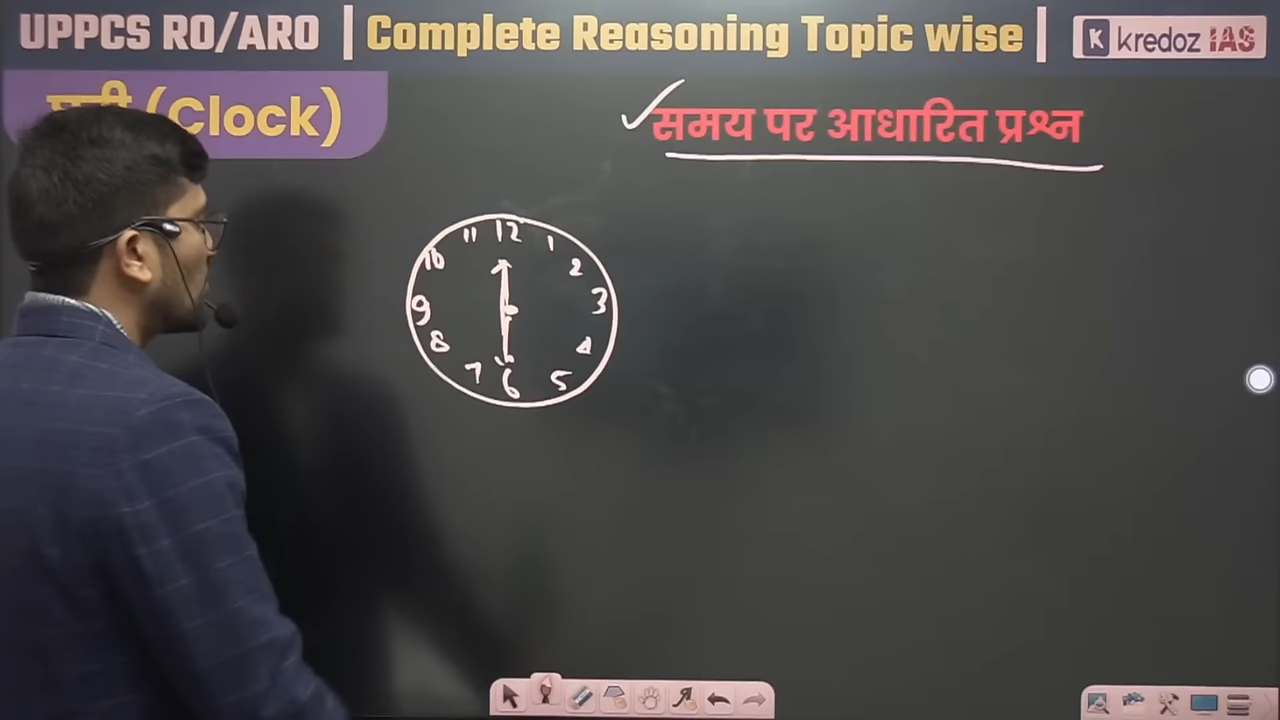 UPPCS RO/ARO | Complete Reasoning Topic wise |
K kredoz IAS
(Clock)
समय पर आधारित प्रश्न
11 12 1
10 2
9 3
8 4
7 6 5